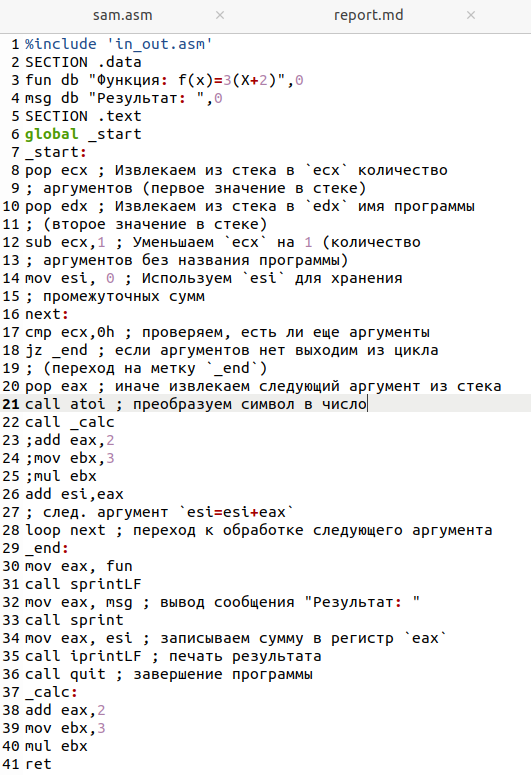 sam.asm × report.md ×
1 %include 'in_out.asm'
2 SECTION .data
3 fun db "Функция: f(x)=3(X+2)",0
4 msg db "Результат: ",0
5 SECTION .text
6 global _start
7 _start:
8 pop ecx ; Извлекаем из стека в `ecx` количество
9 ; аргументов (первое значение в стеке)
10 pop edx ; Извлекаем из стека в `edx` имя программы
11 ; (второе значение в стеке)
12 sub ecx,1 ; Уменьшаем `ecx` на 1 (количество
13 ; аргументов без названия программы)
14 mov esi, 0 ; Используем `esi` для хранения
15 ; промежуточных сумм
16 next:
17 cmp ecx,0h ; проверяем, есть ли еще аргументы
18 jz _end ; если аргументов нет выходим из цикла
19 ; (переход на метку `_end`)
20 pop eax ; иначе извлекаем следующий аргумент из стека
21 call atoi ; преобразуем символ в число
22 call _calc
23 ;add eax,2
24 ;mov ebx,3
25 ;mul ebx
26 add esi,eax
27 ; след. аргумент `esi=esi+eax`
28 loop next ; переход к обработке следующего аргумента
29 _end:
30 mov eax, fun
31 call sprintLF
32 mov eax, msg ; вывод сообщения "Результат: "
33 call sprint
34 mov eax, esi ; записываем сумму в регистр `eax`
35 call iprintLF ; печать результата
36 call quit ; завершение программы
37 _calc:
38 add eax,2
39 mov ebx,3
40 mul ebx
41 ret